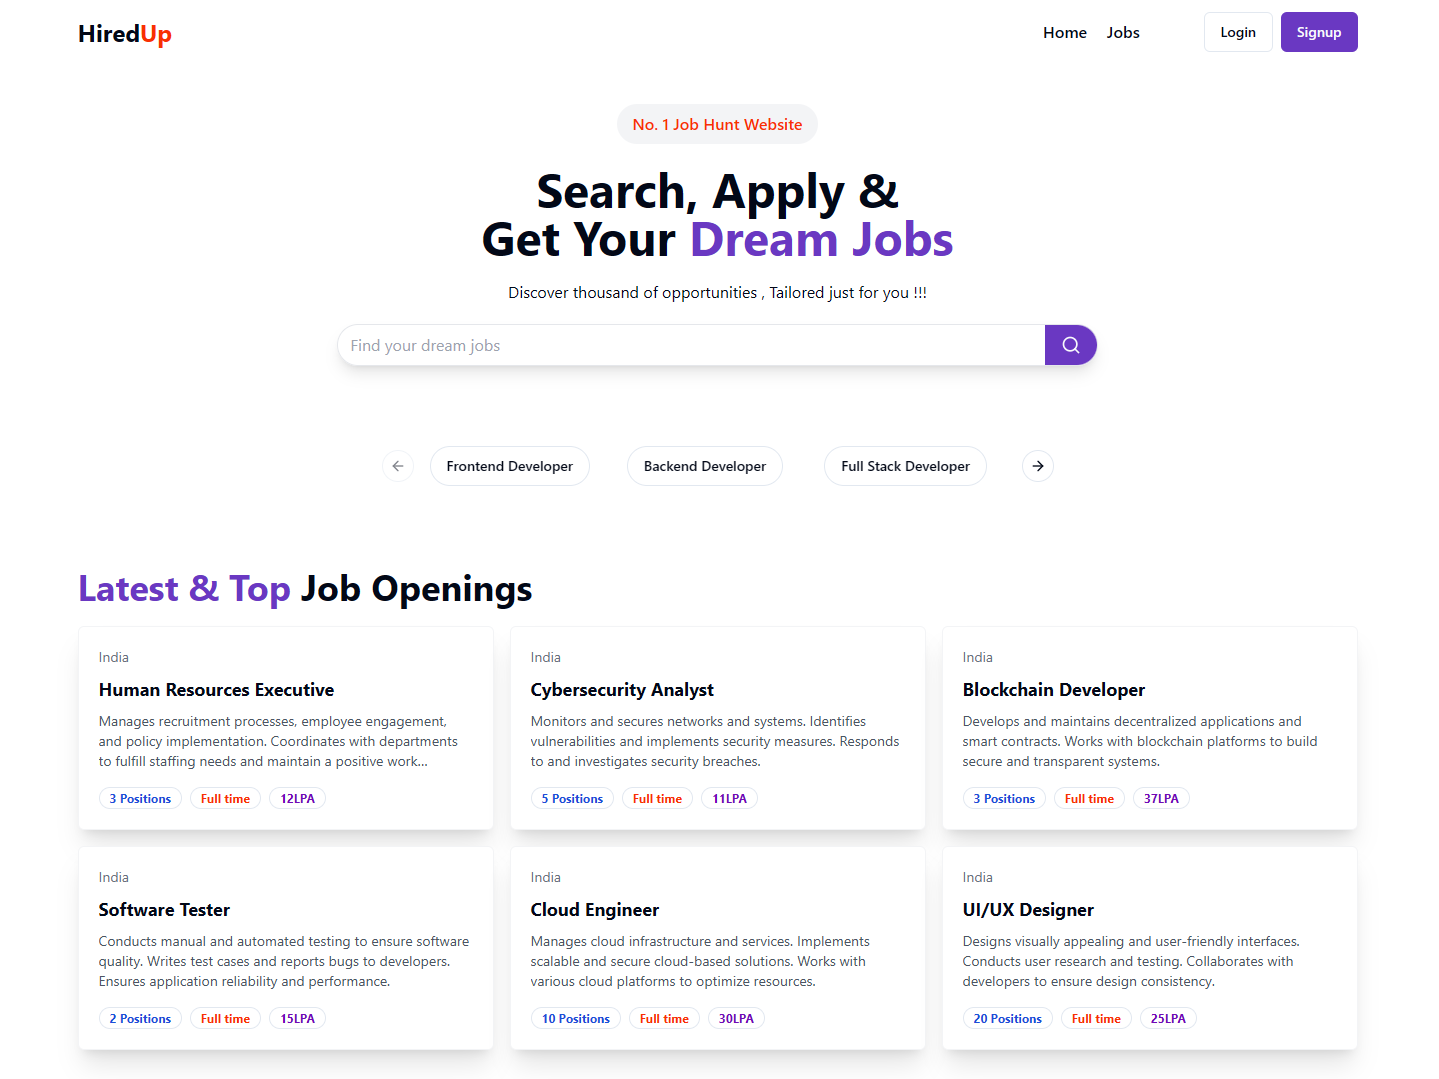 HiredUp
Home
Jobs
Login
Signup
No. 1 Job Hunt Website
Search, Apply &
Get Your Dream Jobs
Discover thousand of opportunities , Tailored just for you !!!
Find your dream jobs
Frontend Developer
Backend Developer
Full Stack Developer
Latest & Top Job Openings
India
Human Resources Executive
Manages recruitment processes, employee engagement,
and policy implementation. Coordinates with departments
to fulfill staffing needs and maintain a positive work...
3 Positions
Full time
12LPA
India
Cybersecurity Analyst
Monitors and secures networks and systems. Identifies
vulnerabilities and implements security measures. Responds
to and investigates security breaches.
5 Positions
Full time
11LPA
India
Blockchain Developer
Develops and maintains decentralized applications and
smart contracts. Works with blockchain platforms to build
secure and transparent systems.
3 Positions
Full time
37LPA
India
Software Tester
Conducts manual and automated testing to ensure software
quality. Writes test cases and reports bugs to developers.
Ensures application reliability and performance.
2 Positions
Full time
15LPA
India
Cloud Engineer
Manages cloud infrastructure and services. Implements
scalable and secure cloud-based solutions. Works with
various cloud platforms to optimize resources.
10 Positions
Full time
30LPA
India
UI/UX Designer
Designs visually appealing and user-friendly interfaces.
Conducts user research and testing. Collaborates with
developers to ensure design consistency.
20 Positions
Full time
25LPA